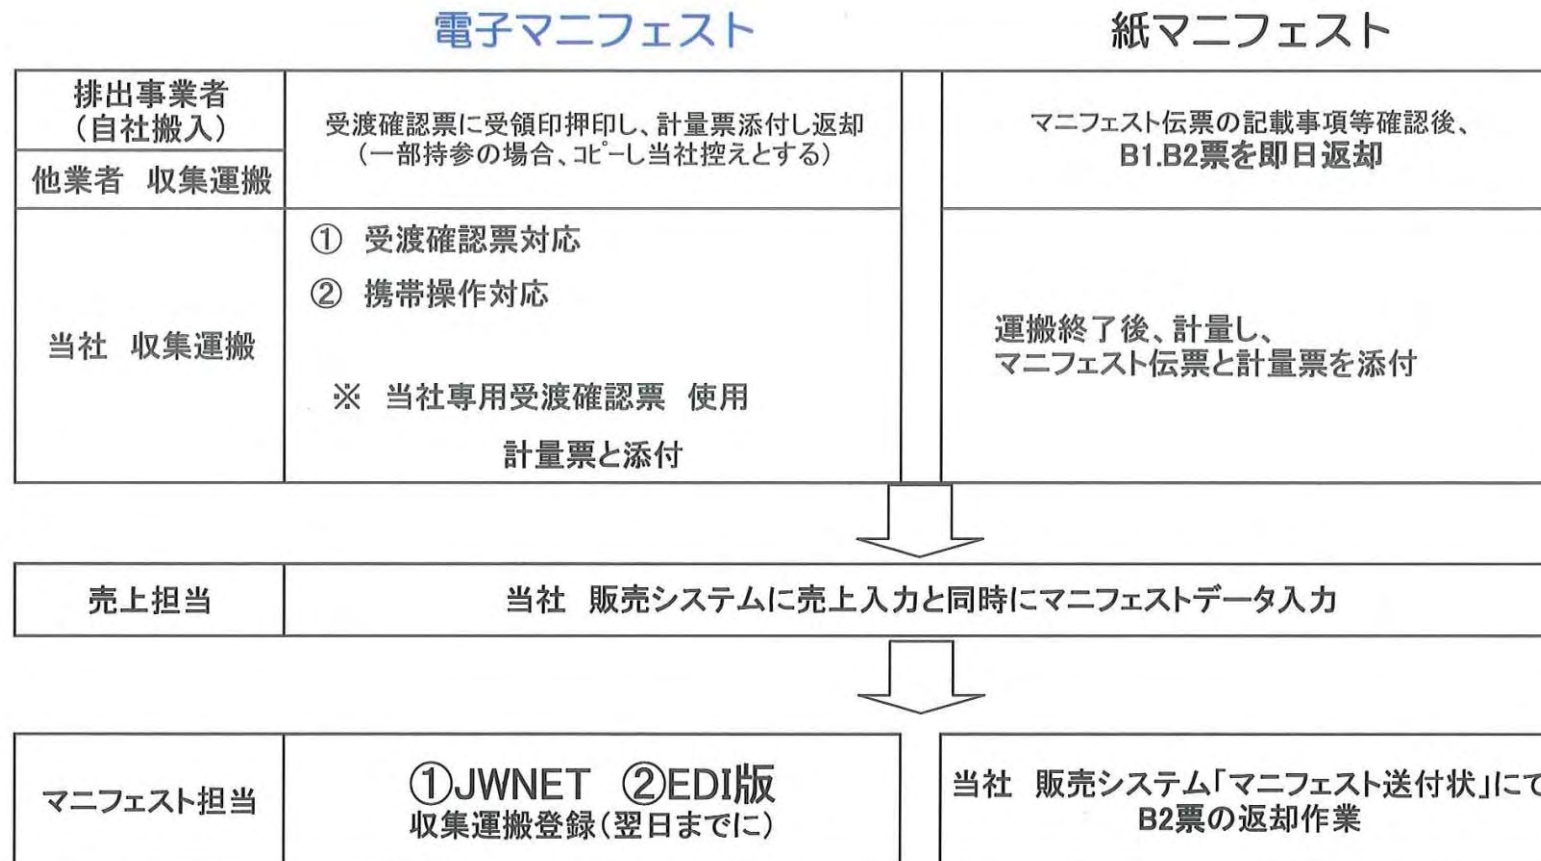 電子マニフェスト
紙マニフェスト
排出事業者
（自社搬入）
他業者　収集運搬
受渡確認票に受領印押印し、計量票添付し返却
（一部持参の場合、ｺﾋﾟｰし当社控えとする）
マニフェスト伝票の記載事項等確認後、
B1.B2票を即日返却
当社　収集運搬
①　受渡確認票対応
②　携帯操作対応
※　当社専用受渡確認票　使用
計量票と添付
運搬終了後、計量し、
マニフェスト伝票と計量票を添付
売上担当
当社　販売システムに売上入力と同時にマニフェストデータ入力
マニフェスト担当
①JWNET　②EDI版
収集運搬登録（翌日までに）
当社　販売システム「マニフェスト送付状」にて
B2票の返却作業